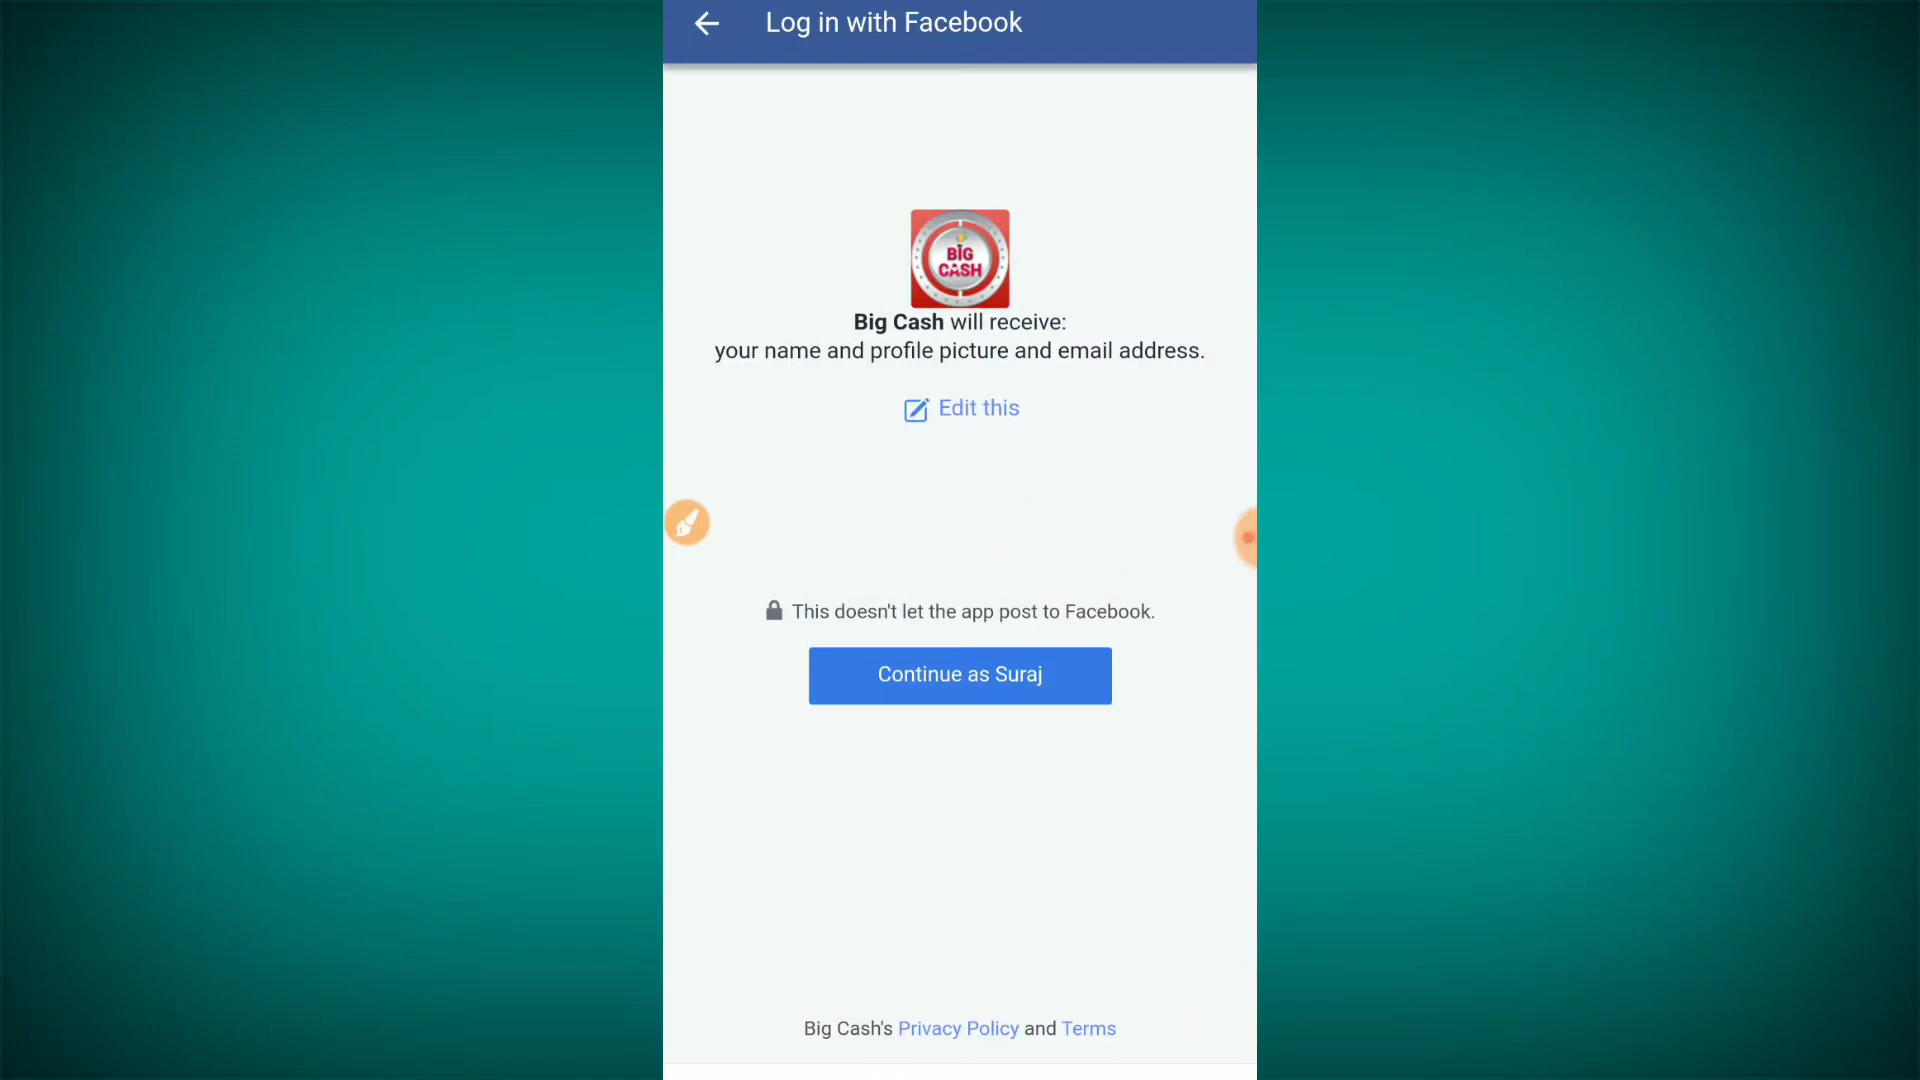 Log in with Facebook
BIG
CASH
Big Cash will receive:
your name and profile picture and email address.
Edit this
This doesn't let the app post to Facebook.
Continue as Suraj
Big Cash's Privacy Policy and Terms